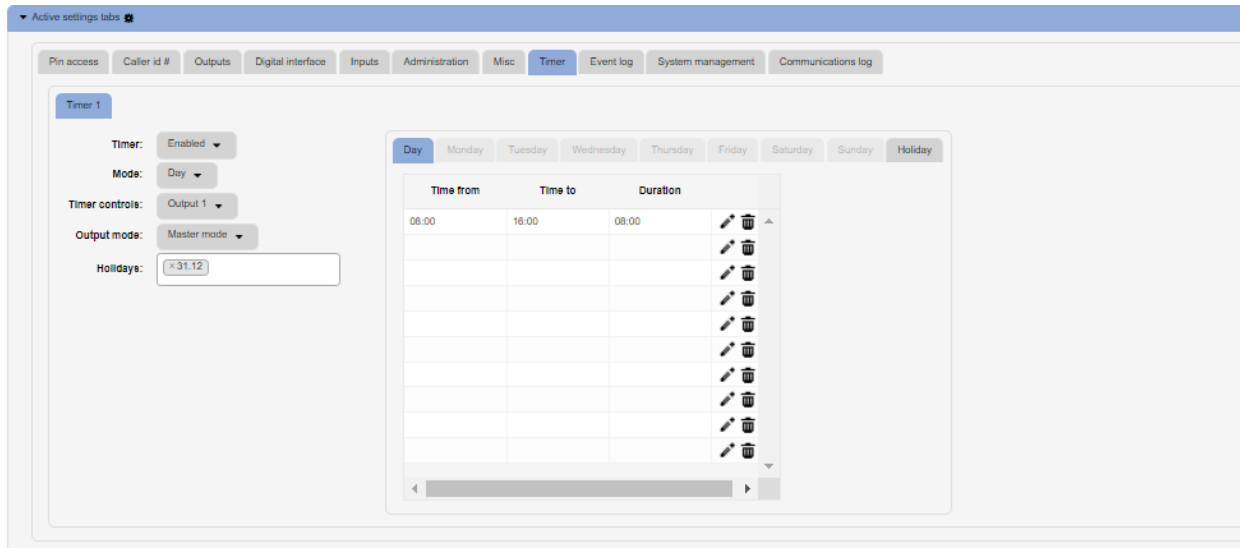 Active settings tabs
Pin access Caller id # Outputs Digital interface Inputs Administration Misc Timer Event log System management Communications log
Timer 1
Timer: Enabled
Mode: Day
Timer controls: Output 1
Output mode: Master mode
Holidays: ×31.12
Day Monday Tuesday Wednesday Thursday Friday Saturday Sunday Holiday
Time from Time to Duration
08:00 16:00 08:00